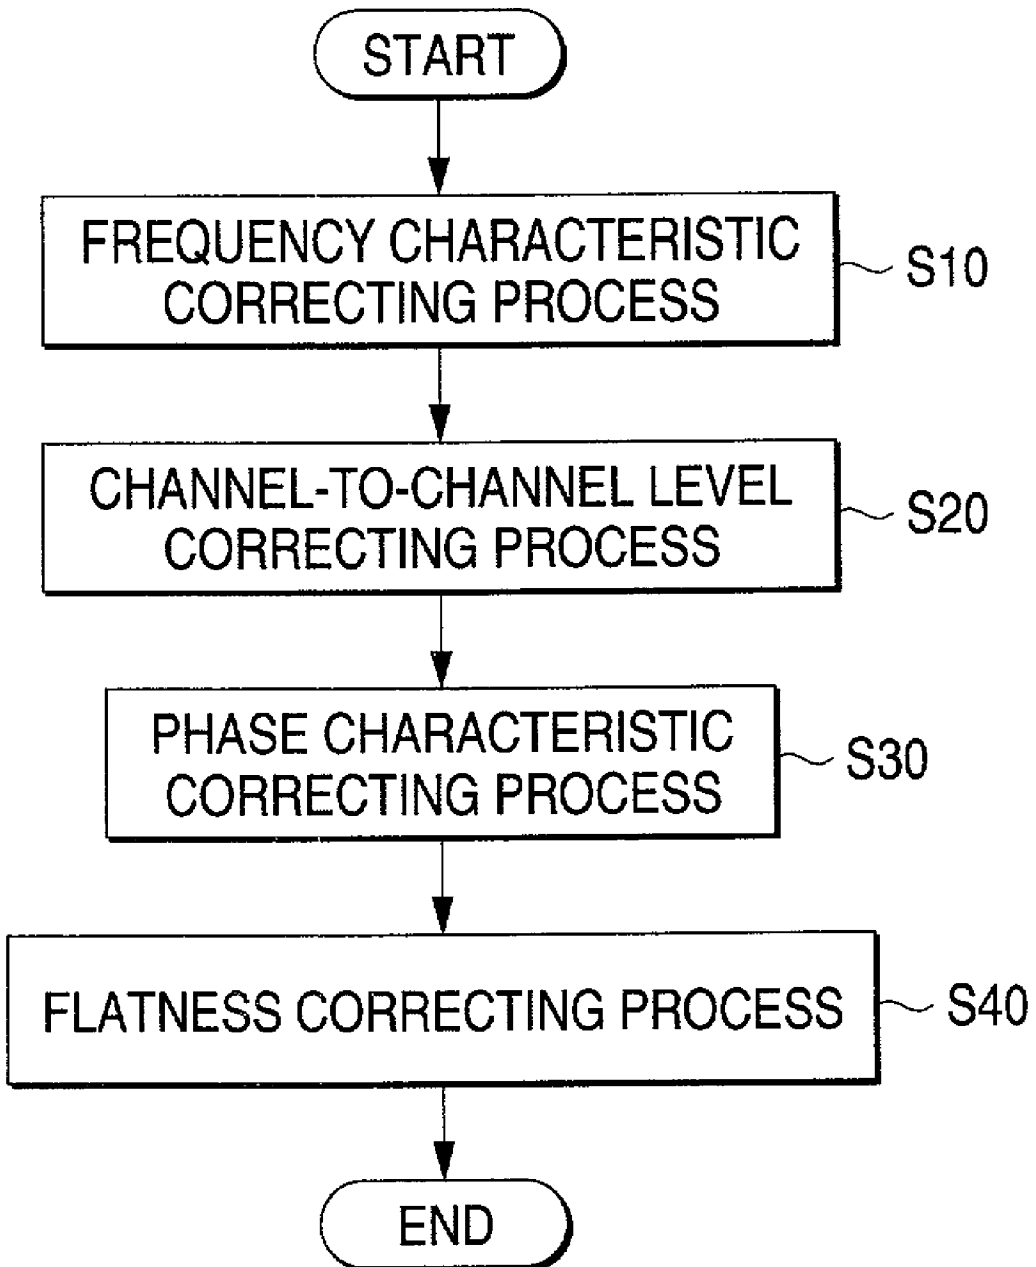 START
FREQUENCY CHARACTERISTIC
CORRECTING PROCESS
S10
CHANNEL-TO-CHANNEL LEVEL
CORRECTING PROCESS
S20
PHASE CHARACTERISTIC
CORRECTING PROCESS
S30
FLATNESS CORRECTING PROCESS
S40
END